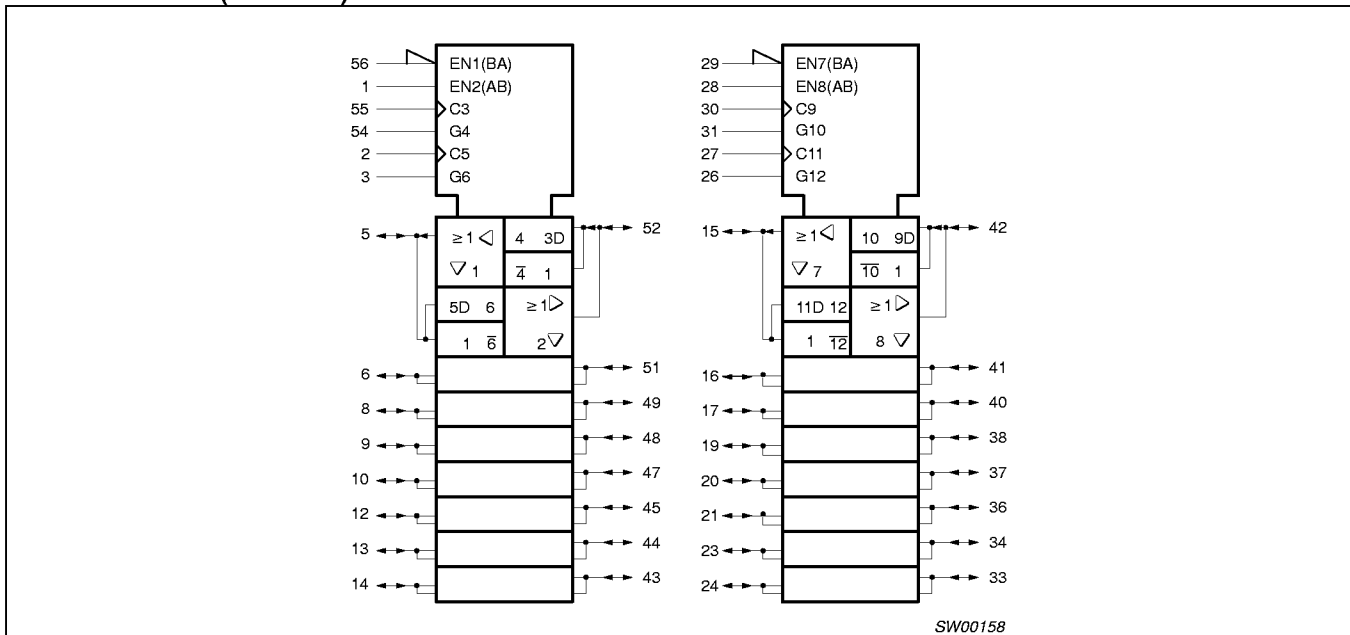 56 EN1(BA)
1 EN2(AB)
55 C3
54 G4
2 C5
3 G6
5 ≥1 4 3D 52
1 4̅ 1
5D 6 ≥1
1 6̅ 2
6 51
8 49
9 48
10 47
12 45
13 44
14 43
29 EN7(BA)
28 EN8(AB)
30 C9
31 G10
27 C11
26 G12
15 ≥1 10 9D 42
7 1̅0̅ 1
11D 12 ≥1
1 1̅2̅ 8
16 41
17 40
19 38
20 37
21 36
23 34
24 33
SW00158